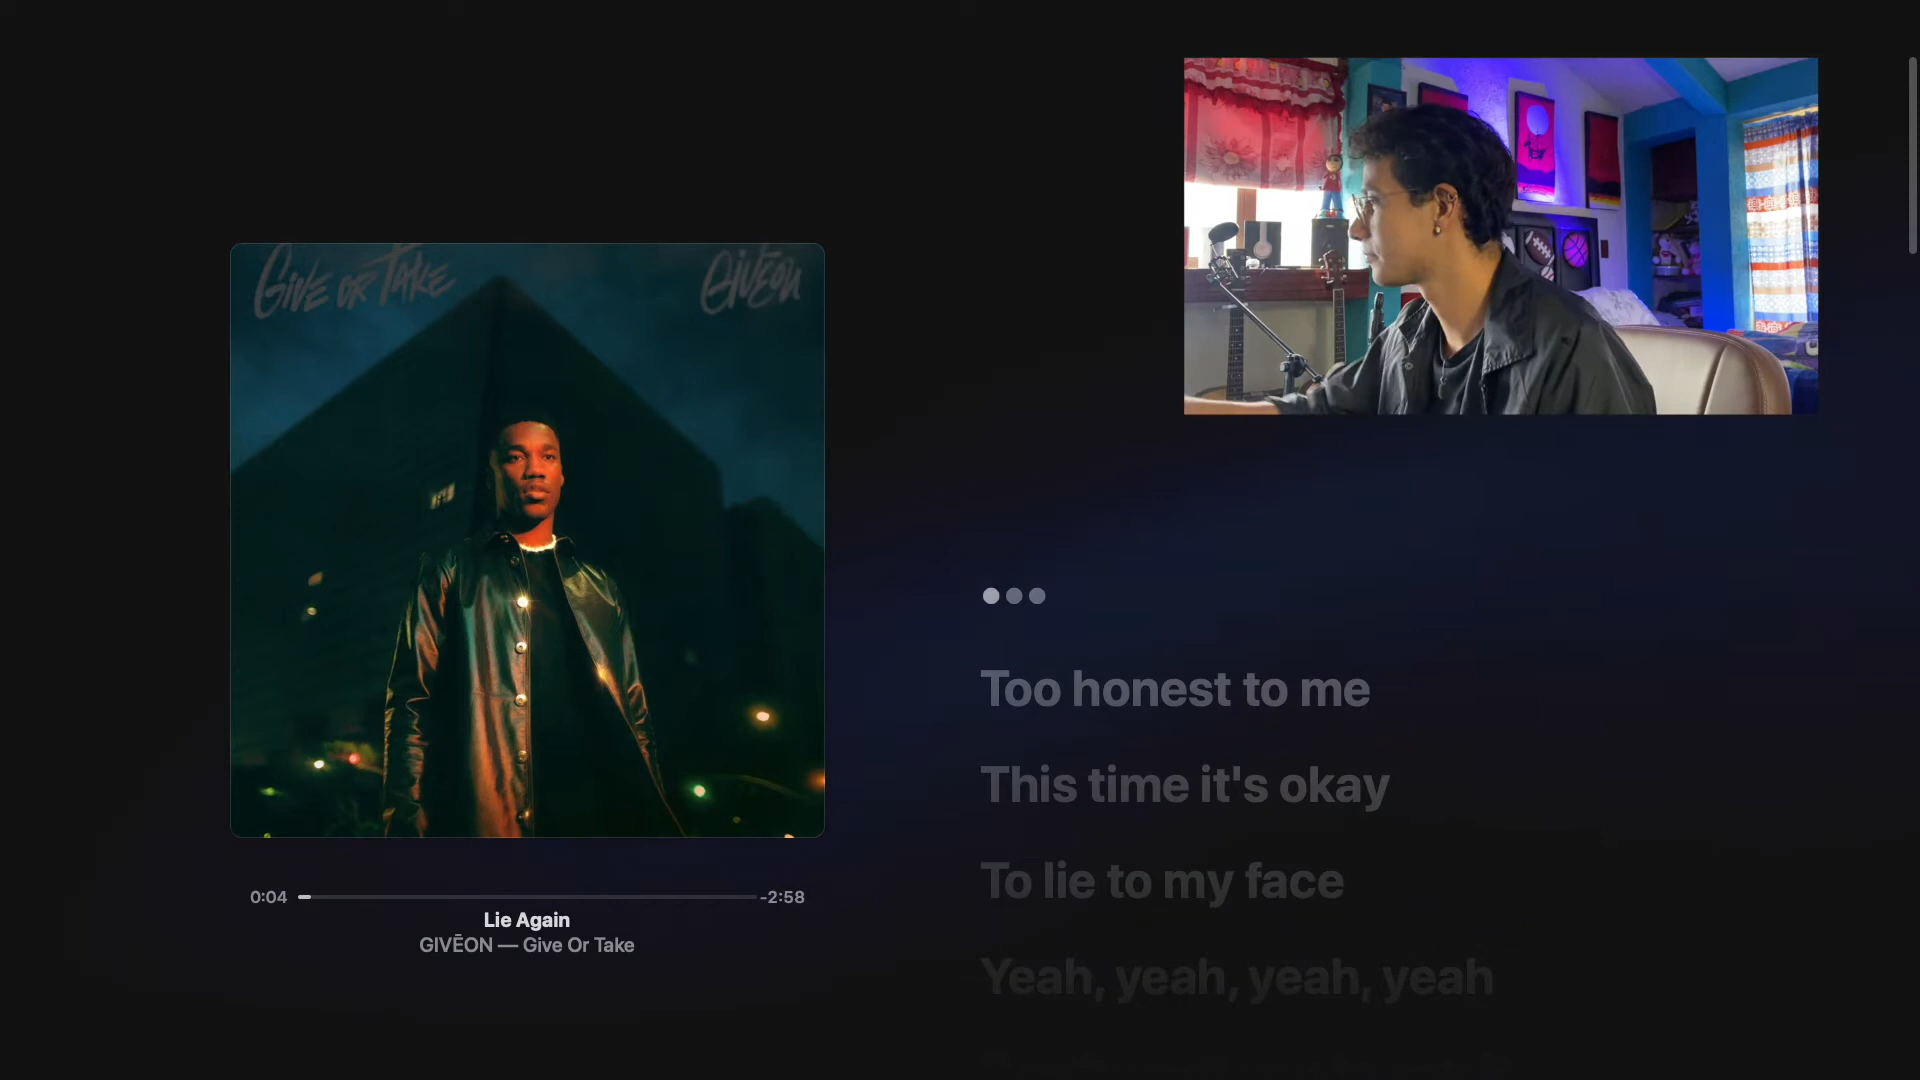 GIVE OR TAKE
GIVĒON
Too honest to me
This time it's okay
To lie to my face
Yeah, yeah, yeah, yeah
0:04
-2:58
Lie Again
GIVĒON — Give Or Take